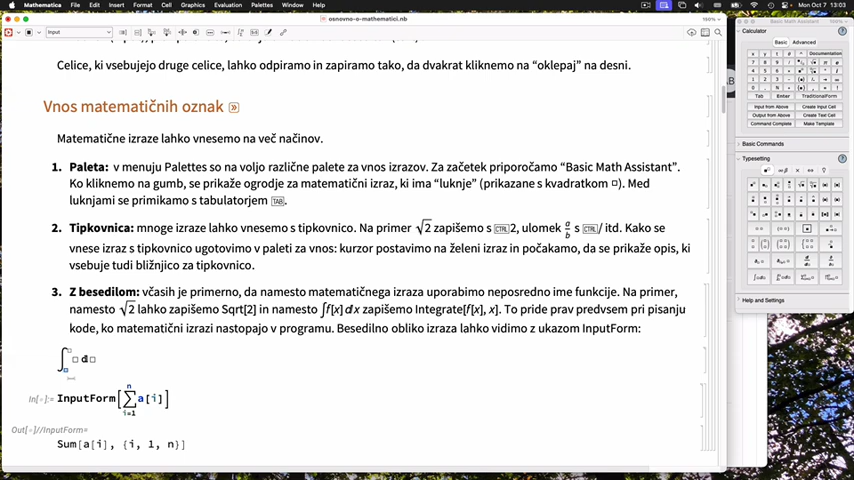 Mathematica File Edit Insert Format Cell Graphics Evaluation Palettes Window Help
Mon Oct 7 13:03
osnovno-o-mathematici.nb
100%
Input
Celice, ki vsebujejo druge celice, lahko odpiramo in zapiramo tako, da dvakrat kliknemo na “oklepaj” na desni.
Vnos matematičnih oznak
Matematične izraze lahko vnesemo na več načinov.
1. Paleta: v menuju Palettes so na voljo različne palete za vnos izrazov. Za začetek priporočamo “Basic Math Assistant”.
Ko kliknemo na gumb, se prikaže ogrodje za matematični izraz, ki ima “luknje” (prikazane s kvadratkom □). Med
luknjami se primikamo s tabulatorjem TAB.
2. Tipkovnica: mnoge izraze lahko vnesemo s tipkovnico. Na primer √2 zapišemo s CTRL 2, ulomek a/b s CTRL / itd. Kako se
vnese izraz s tipkovnico ugotovimo v paleti za vnos: kurzor postavimo na želeni izraz in počakamo, da se prikaže opis, ki
vsebuje tudi bližnjico za tipkovnico.
3. Z besedilom: včasih je primerno, da namesto matematičnega izraza uporabimo neposredno ime funkcije. Na primer,
namesto √2 lahko zapišemo Sqrt[2] in namesto ∫f[x] ⅆx zapišemo Integrate[f[x], x]. To pride prav predvsem pri pisanju
kode, ko matematični izrazi nastopajo v programu. Besedilno obliko izraza lahko vidimo z ukazom InputForm:
∫ □ ⅆ□
In[◦]:= InputForm[∑_{i=1}^{n} a[i]]
Out[◦]//InputForm=
Sum[a[i], {i, 1, n}]
Basic Math Assistant
Calculator
Basic Advanced
Documentation
Tab Enter TraditionalForm
Input from Above Create Input Cell
Output from Above Create Text Cell
Command Complete Make Template
Basic Commands
Typesetting
Help and Settings